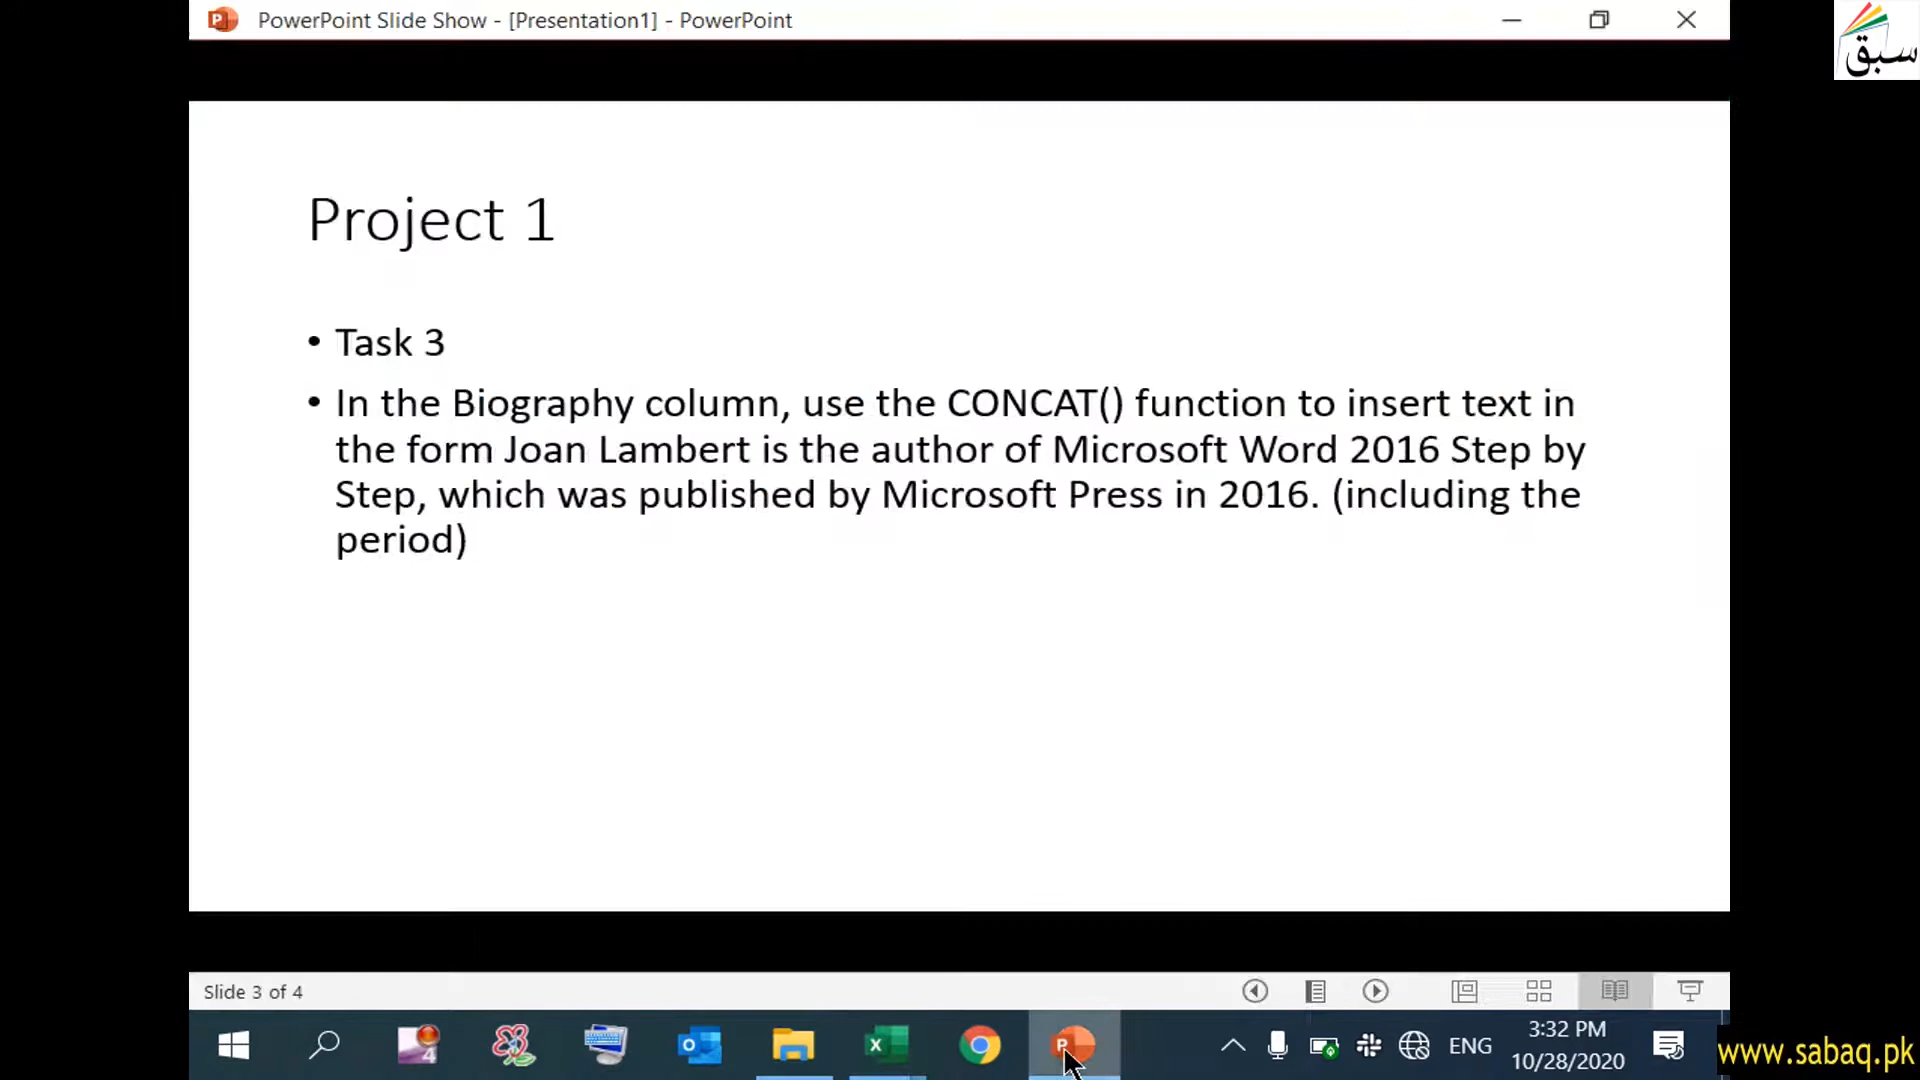 PowerPoint Slide Show - [Presentation1] - PowerPoint
سبق
Project 1
• Task 3
• In the Biography column, use the CONCAT() function to insert text in
the form Joan Lambert is the author of Microsoft Word 2016 Step by
Step, which was published by Microsoft Press in 2016. (including the
period)
Slide 3 of 4
4
ENG
3:32 PM
10/28/2020
www.sabaq.pk